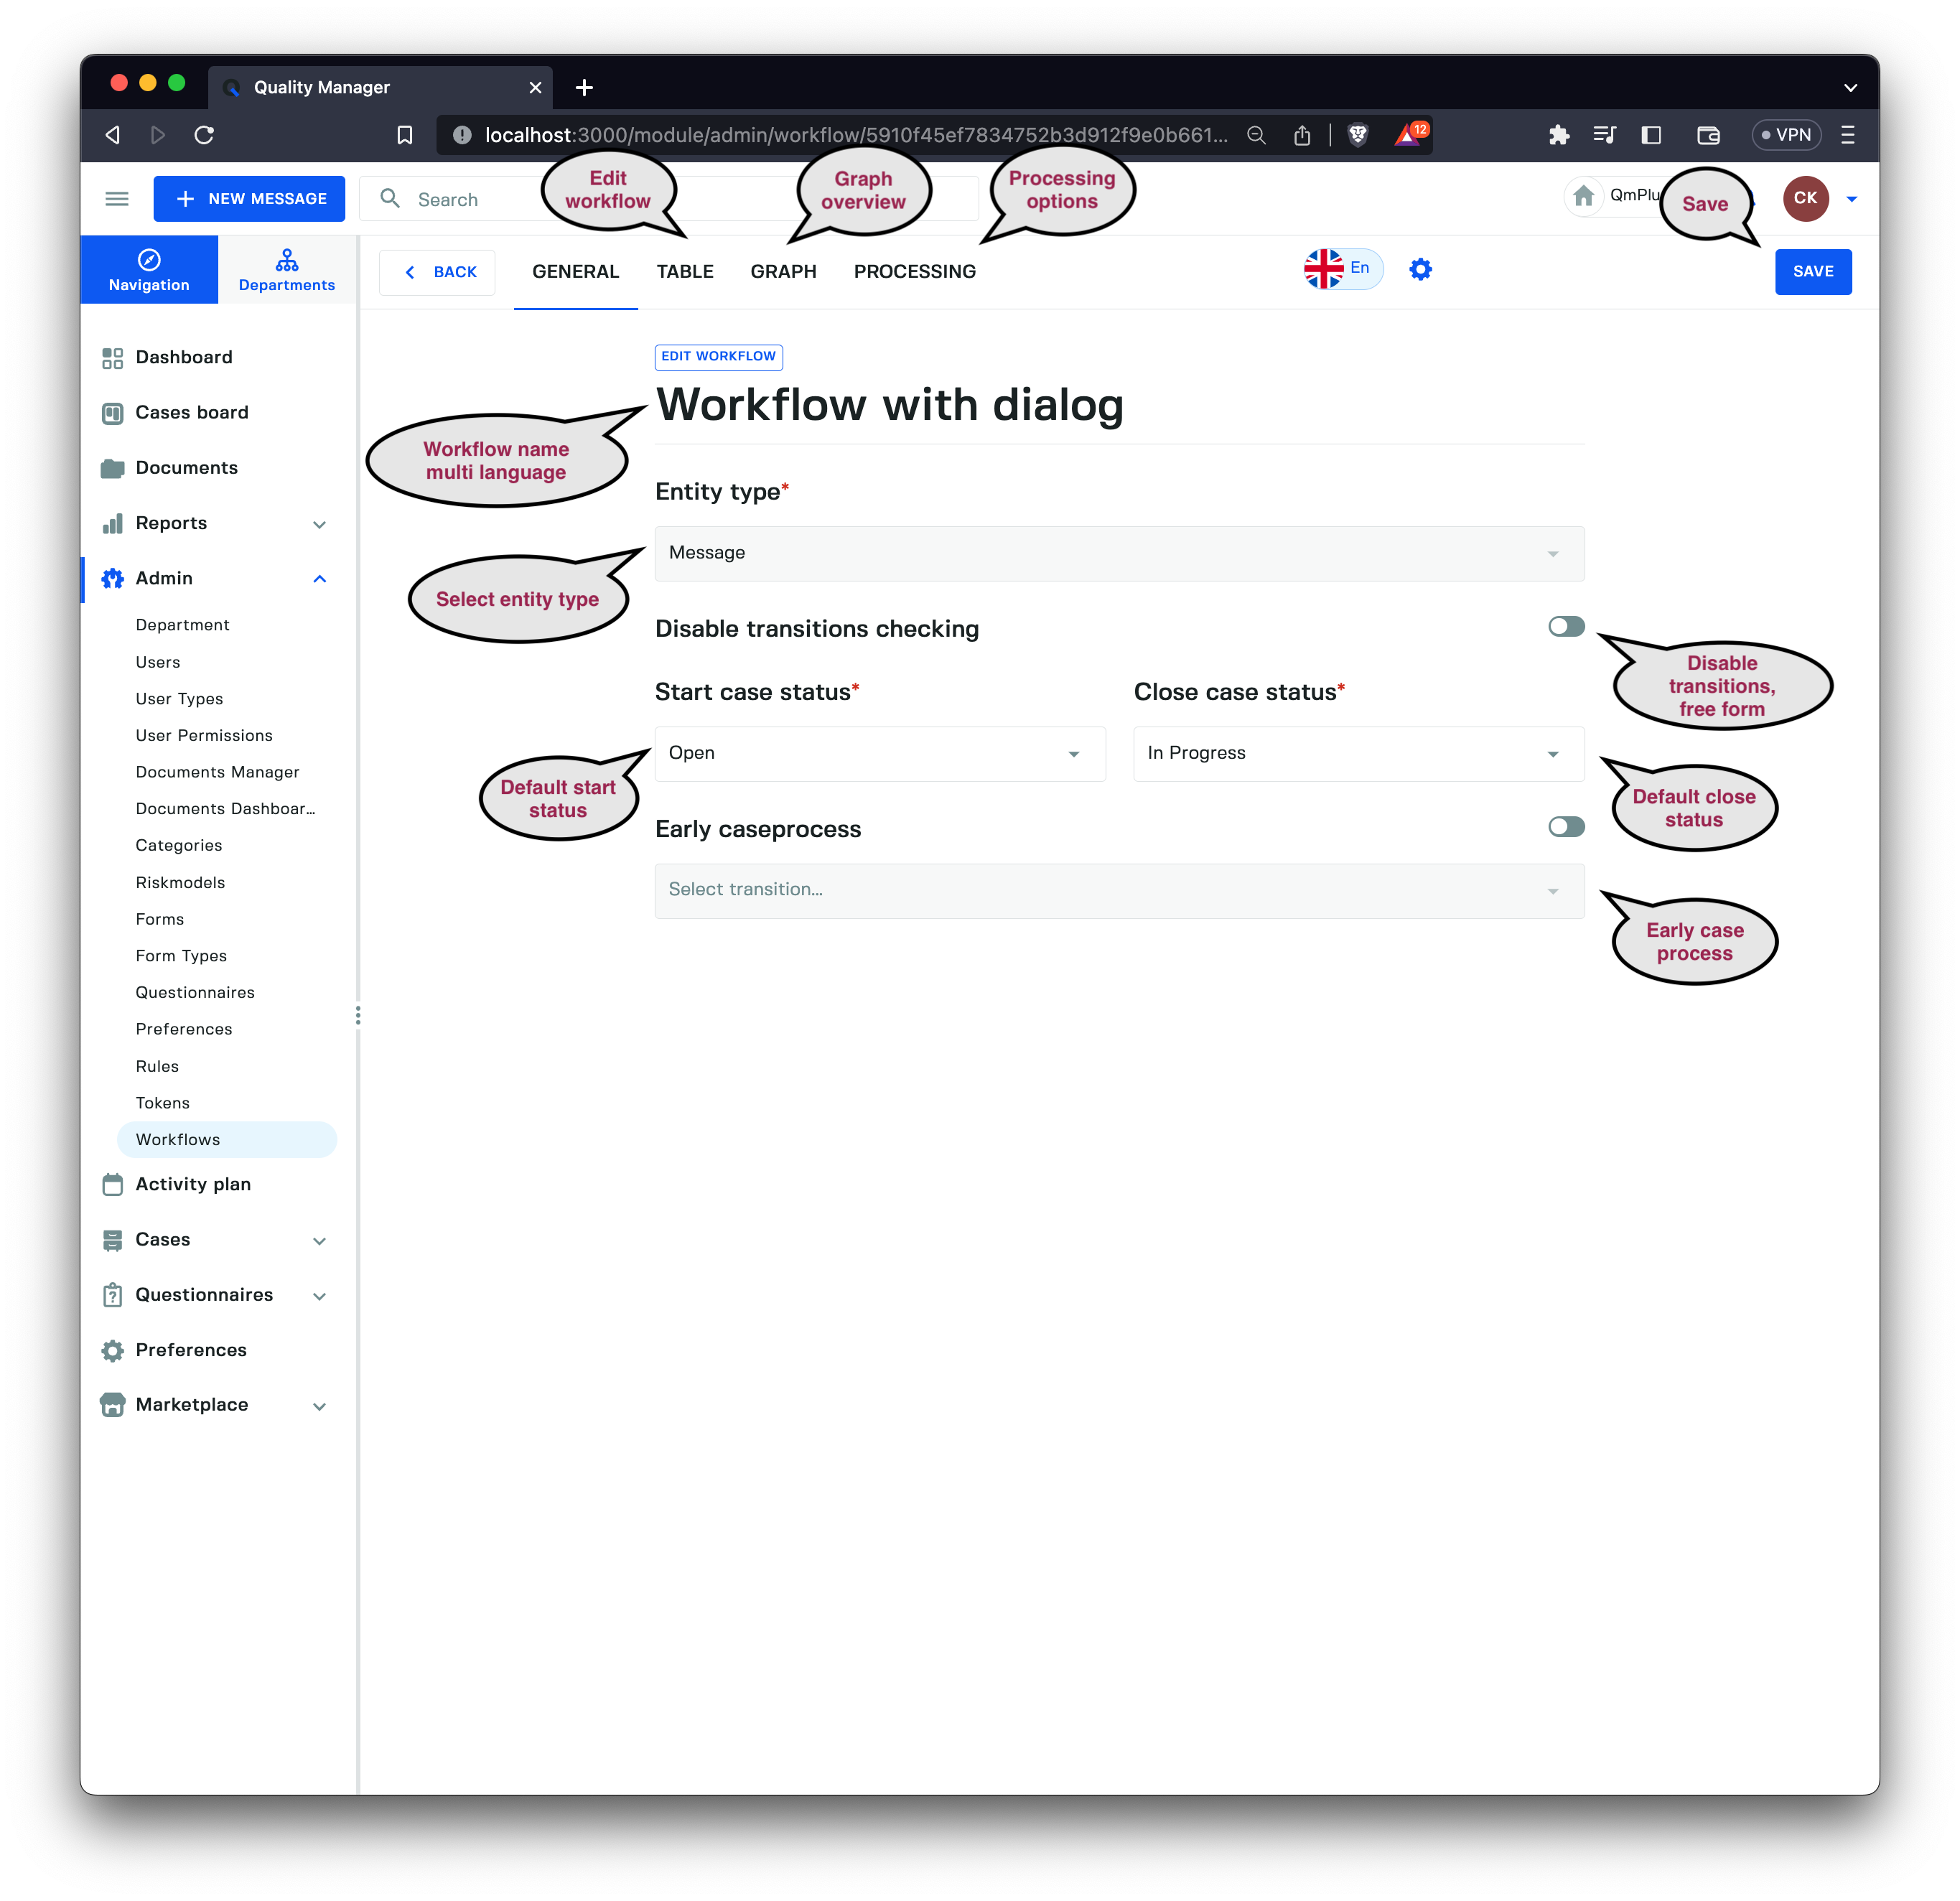 Quality Manager
localhost:3000/module/admin/workflow/5910f45ef7834752b3d912f9e0b661...
12
VPN
NEW MESSAGE
Search
Edit
workflow
Graph
overview
Processing
options
QmPlu
Save
CK
Navigation
Departments
BACK
GENERAL
TABLE
GRAPH
PROCESSING
En
SAVE
Dashboard
Cases board
Documents
Reports
Admin
Department
Users
User Types
User Permissions
Documents Manager
Documents Dashboar...
Categories
Riskmodels
Forms
Form Types
Questionnaires
Preferences
Rules
Tokens
Workflows
Activity plan
Cases
Questionnaires
Preferences
Marketplace
EDIT WORKFLOW
Workflow with dialog
Workflow name
multi language
Entity type*
Message
Select entity type
Disable transitions checking
Disable
transitions,
free form
Start case status*
Close case status*
Open
In Progress
Default start
status
Default close
status
Early caseprocess
Select transition...
Early case
process